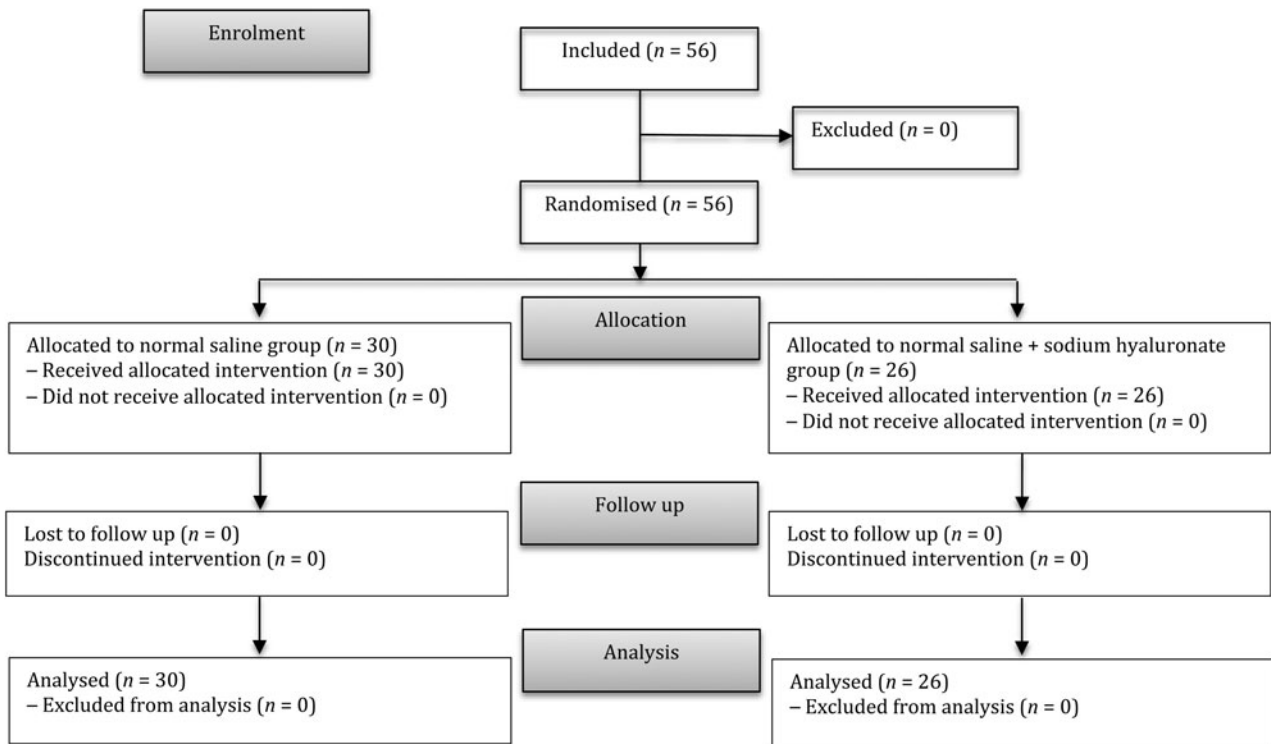 Enrolment
Included (n = 56)
Excluded (n = 0)
Randomised (n = 56)
Allocation
Allocated to normal saline group (n = 30)
– Received allocated intervention (n = 30)
– Did not receive allocated intervention (n = 0)
Allocated to normal saline + sodium hyaluronate
group (n = 26)
– Received allocated intervention (n = 26)
– Did not receive allocated intervention (n = 0)
Follow up
Lost to follow up (n = 0)
Discontinued intervention (n = 0)
Lost to follow up (n = 0)
Discontinued intervention (n = 0)
Analysis
Analysed (n = 30)
– Excluded from analysis (n = 0)
Analysed (n = 26)
– Excluded from analysis (n = 0)